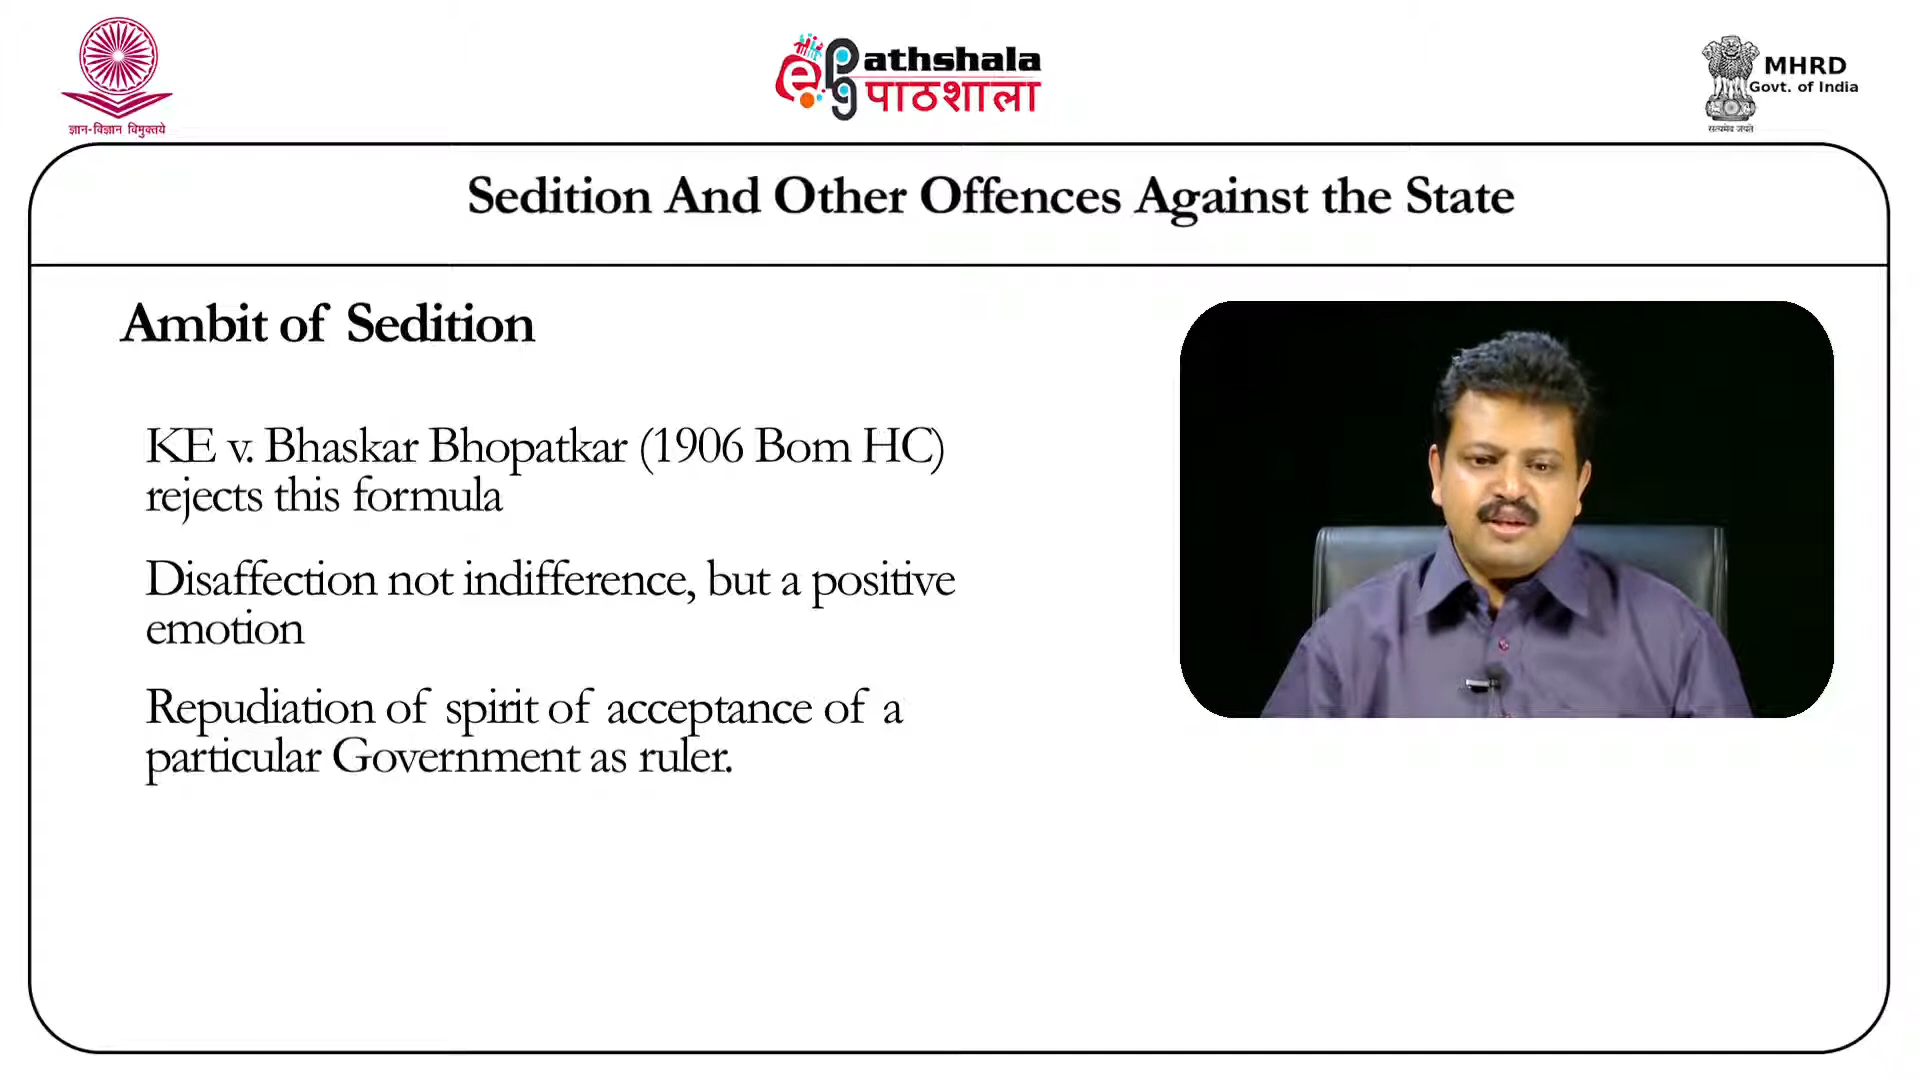 ज्ञान-विज्ञान विमुक्तये
ePG Pathshala
पाठशाला
MHRD
Govt. of India
सत्यमेव जयते
Sedition And Other Offences Against the State
Ambit of Sedition
KE v. Bhaskar Bhopatkar (1906 Bom HC)
rejects this formula
Disaffection not indifference, but a positive
emotion
Repudiation of spirit of acceptance of a
particular Government as ruler.